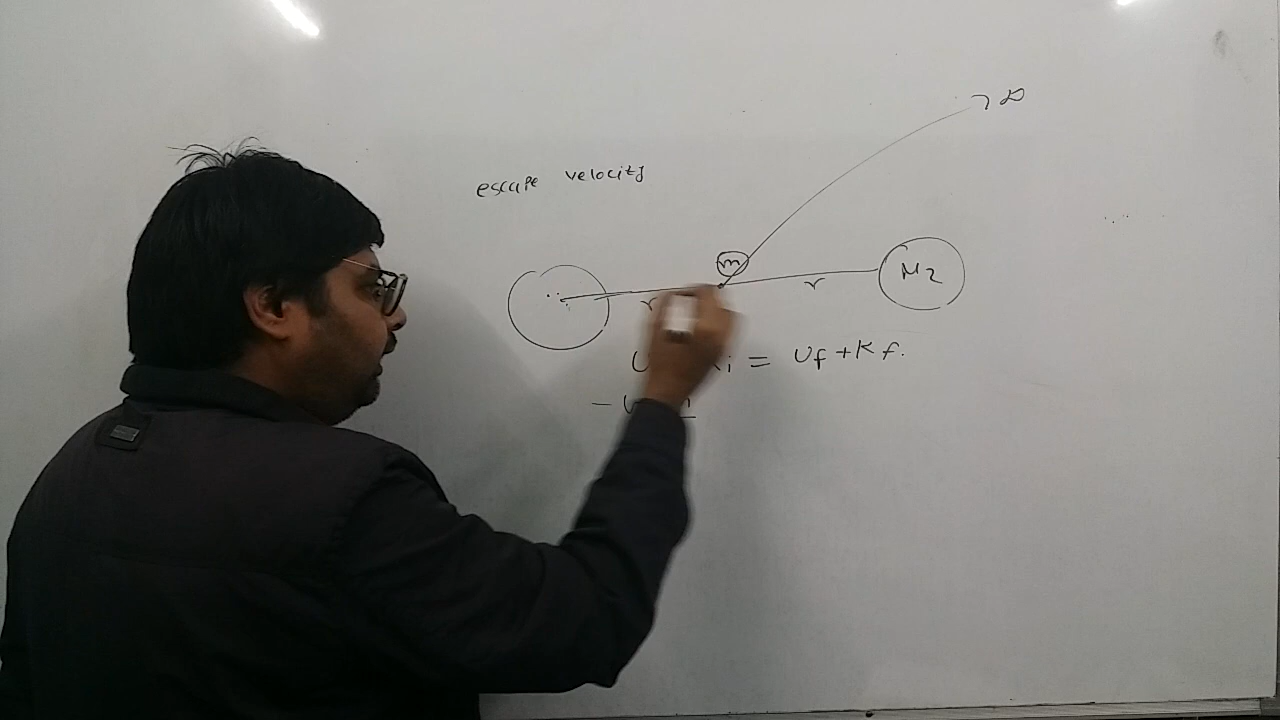 ∞
escape velocity
m
M2
r r
U i = Uf + Kf.
-